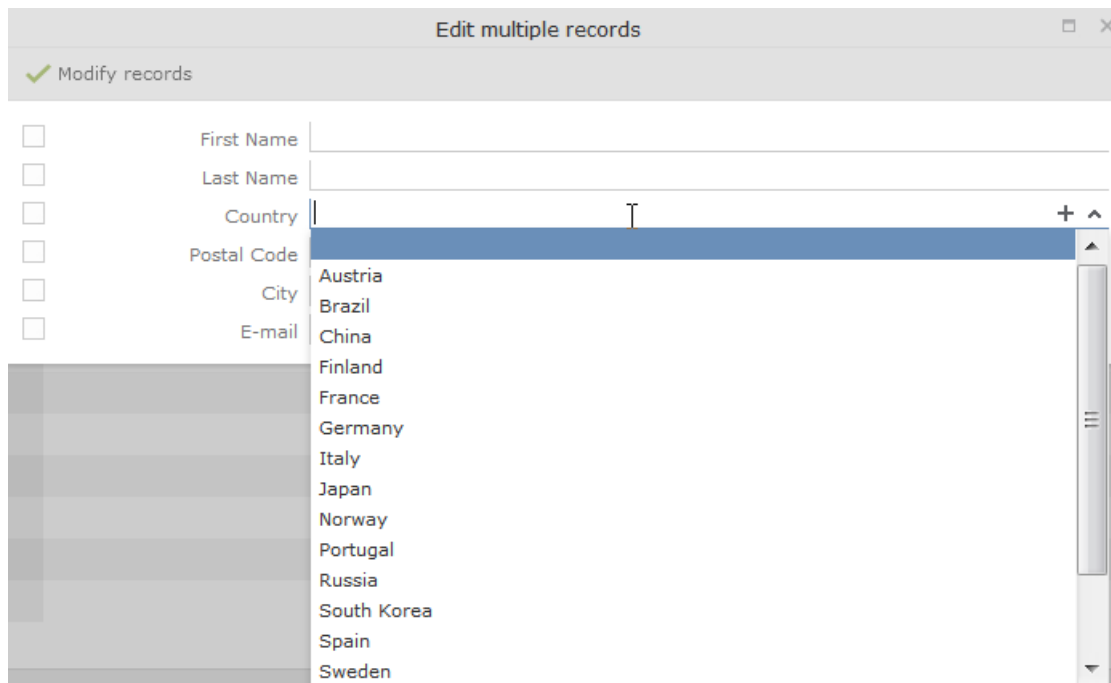 Edit multiple records
Modify records
First Name
Last Name
Country
Postal Code
City
E-mail
Austria
Brazil
China
Finland
France
Germany
Italy
Japan
Norway
Portugal
Russia
South Korea
Spain
Sweden